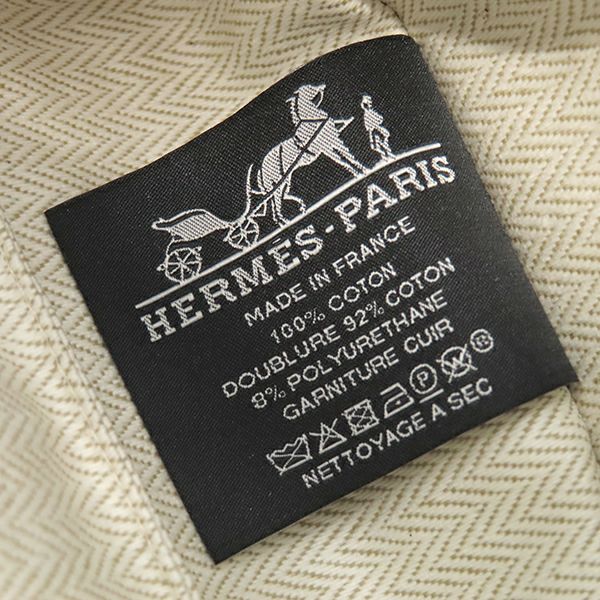 HERMÈS-PARIS
MADE IN FRANCE
100% COTON
DOUBLURE 92% COTON
8% POLYURETHANE
GARNITURE CUIR
NETTOYAGE A SEC